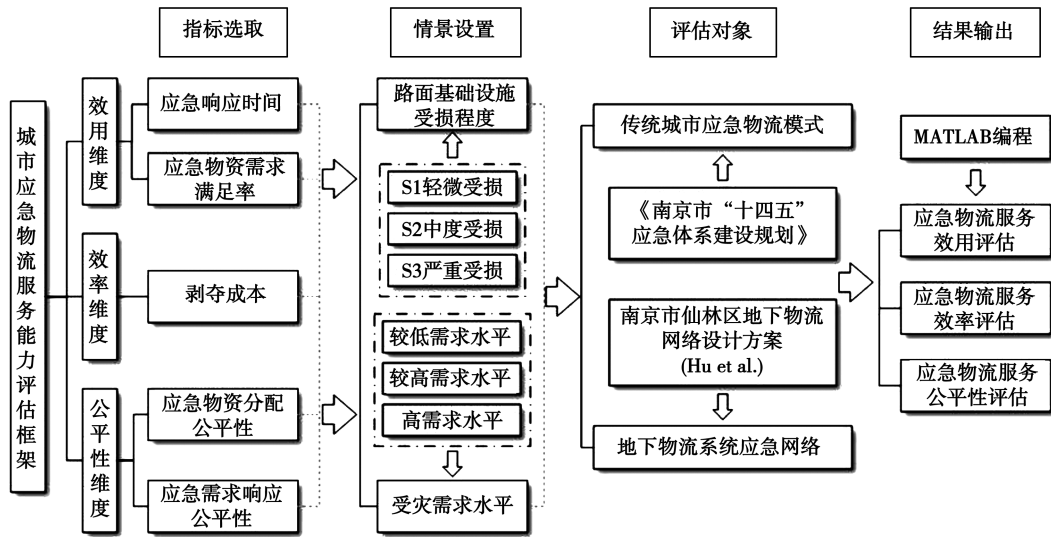 指标选取
情景设置
评估对象
结果输出
城市应急物流服务能力评估框架
效用维度
应急响应时间
应急物资需求
满足率
效率维度
剥夺成本
公平性维度
应急物资分配
公平性
应急需求响应
公平性
路面基础设施
受损程度
S1轻微受损
S2中度受损
S3严重受损
较低需求水平
较高需求水平
高需求水平
受灾需求水平
传统城市应急物流模式
《南京市“十四五”
应急体系建设规划》
南京市仙林区地下物流
网络设计方案
(Hu et al.)
地下物流系统应急网络
MATLAB编程
应急物流服务
效用评估
应急物流服务
效率评估
应急物流服务
公平性评估